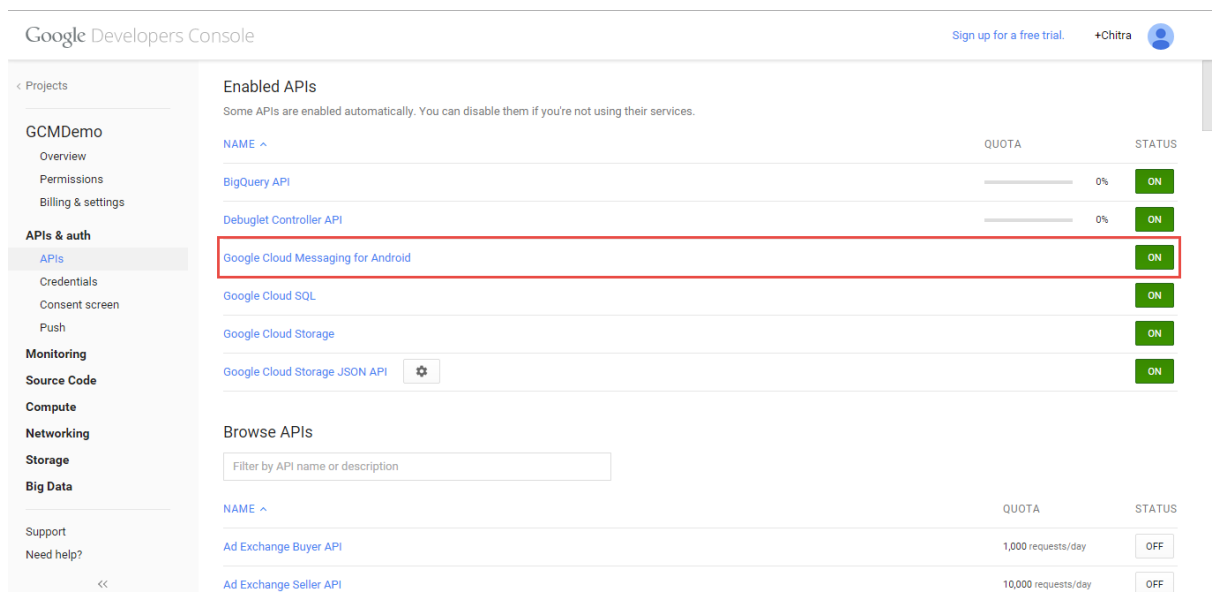 Google Developers Console
Sign up for a free trial. +Chitra
< Projects
GCMDemo
Overview
Permissions
Billing & settings
APIs & auth
APIs
Credentials
Consent screen
Push
Monitoring
Source Code
Compute
Networking
Storage
Big Data
Support
Need help?
<<
Enabled APIs
Some APIs are enabled automatically. You can disable them if you're not using their services.
NAME QUOTA STATUS
BigQuery API 0% ON
Debuglet Controller API 0% ON
Google Cloud Messaging for Android ON
Google Cloud SQL ON
Google Cloud Storage ON
Google Cloud Storage JSON API ON
Browse APIs
Filter by API name or description
NAME QUOTA STATUS
Ad Exchange Buyer API 1,000 requests/day OFF
Ad Exchange Seller API 10,000 requests/day OFF